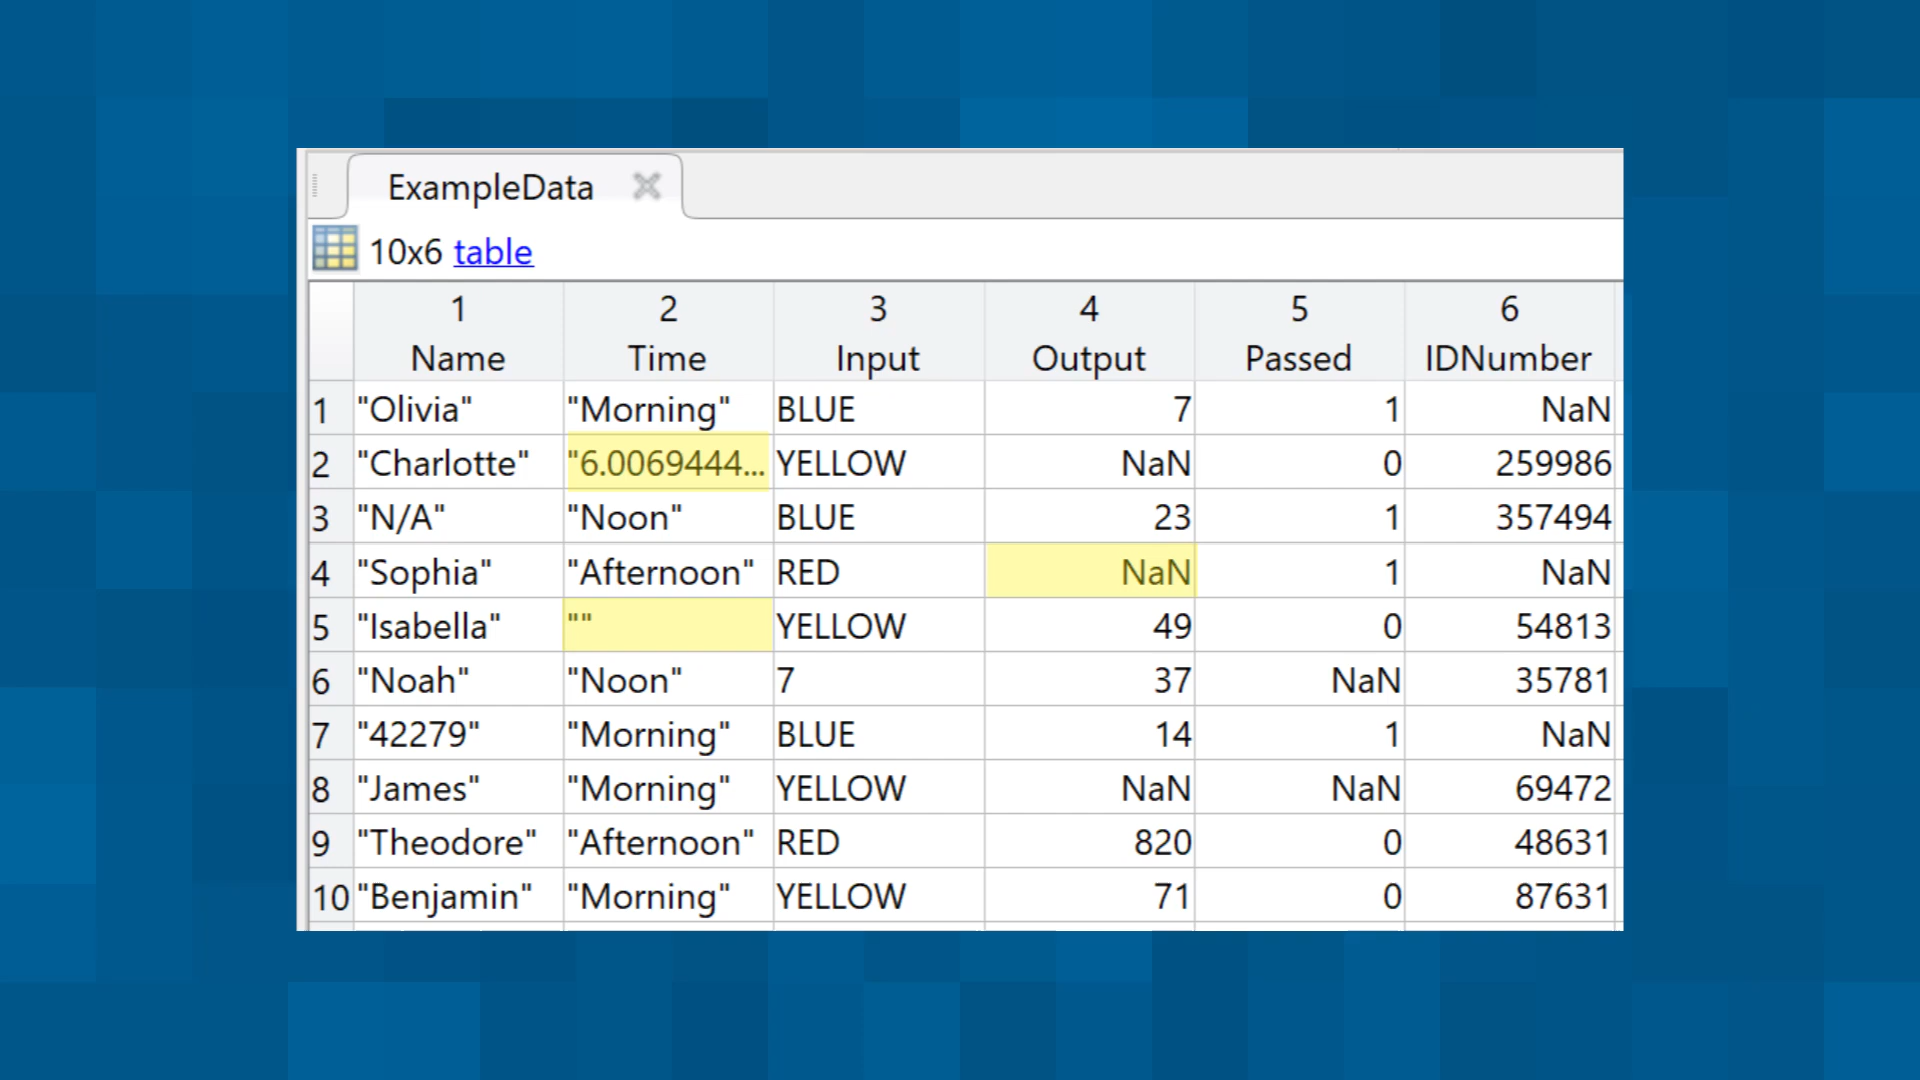 ExampleData
10x6 table
1 2 3 4 5 6
Name Time Input Output Passed IDNumber
1 "Olivia" "Morning" BLUE 7 1 NaN
2 "Charlotte" "6.0069444... YELLOW NaN 0 259986
3 "N/A" "Noon" BLUE 23 1 357494
4 "Sophia" "Afternoon" RED NaN 1 NaN
5 "Isabella" "" YELLOW 49 0 54813
6 "Noah" "Noon" 7 37 NaN 35781
7 "42279" "Morning" BLUE 14 1 NaN
8 "James" "Morning" YELLOW NaN NaN 69472
9 "Theodore" "Afternoon" RED 820 0 48631
10 "Benjamin" "Morning" YELLOW 71 0 87631